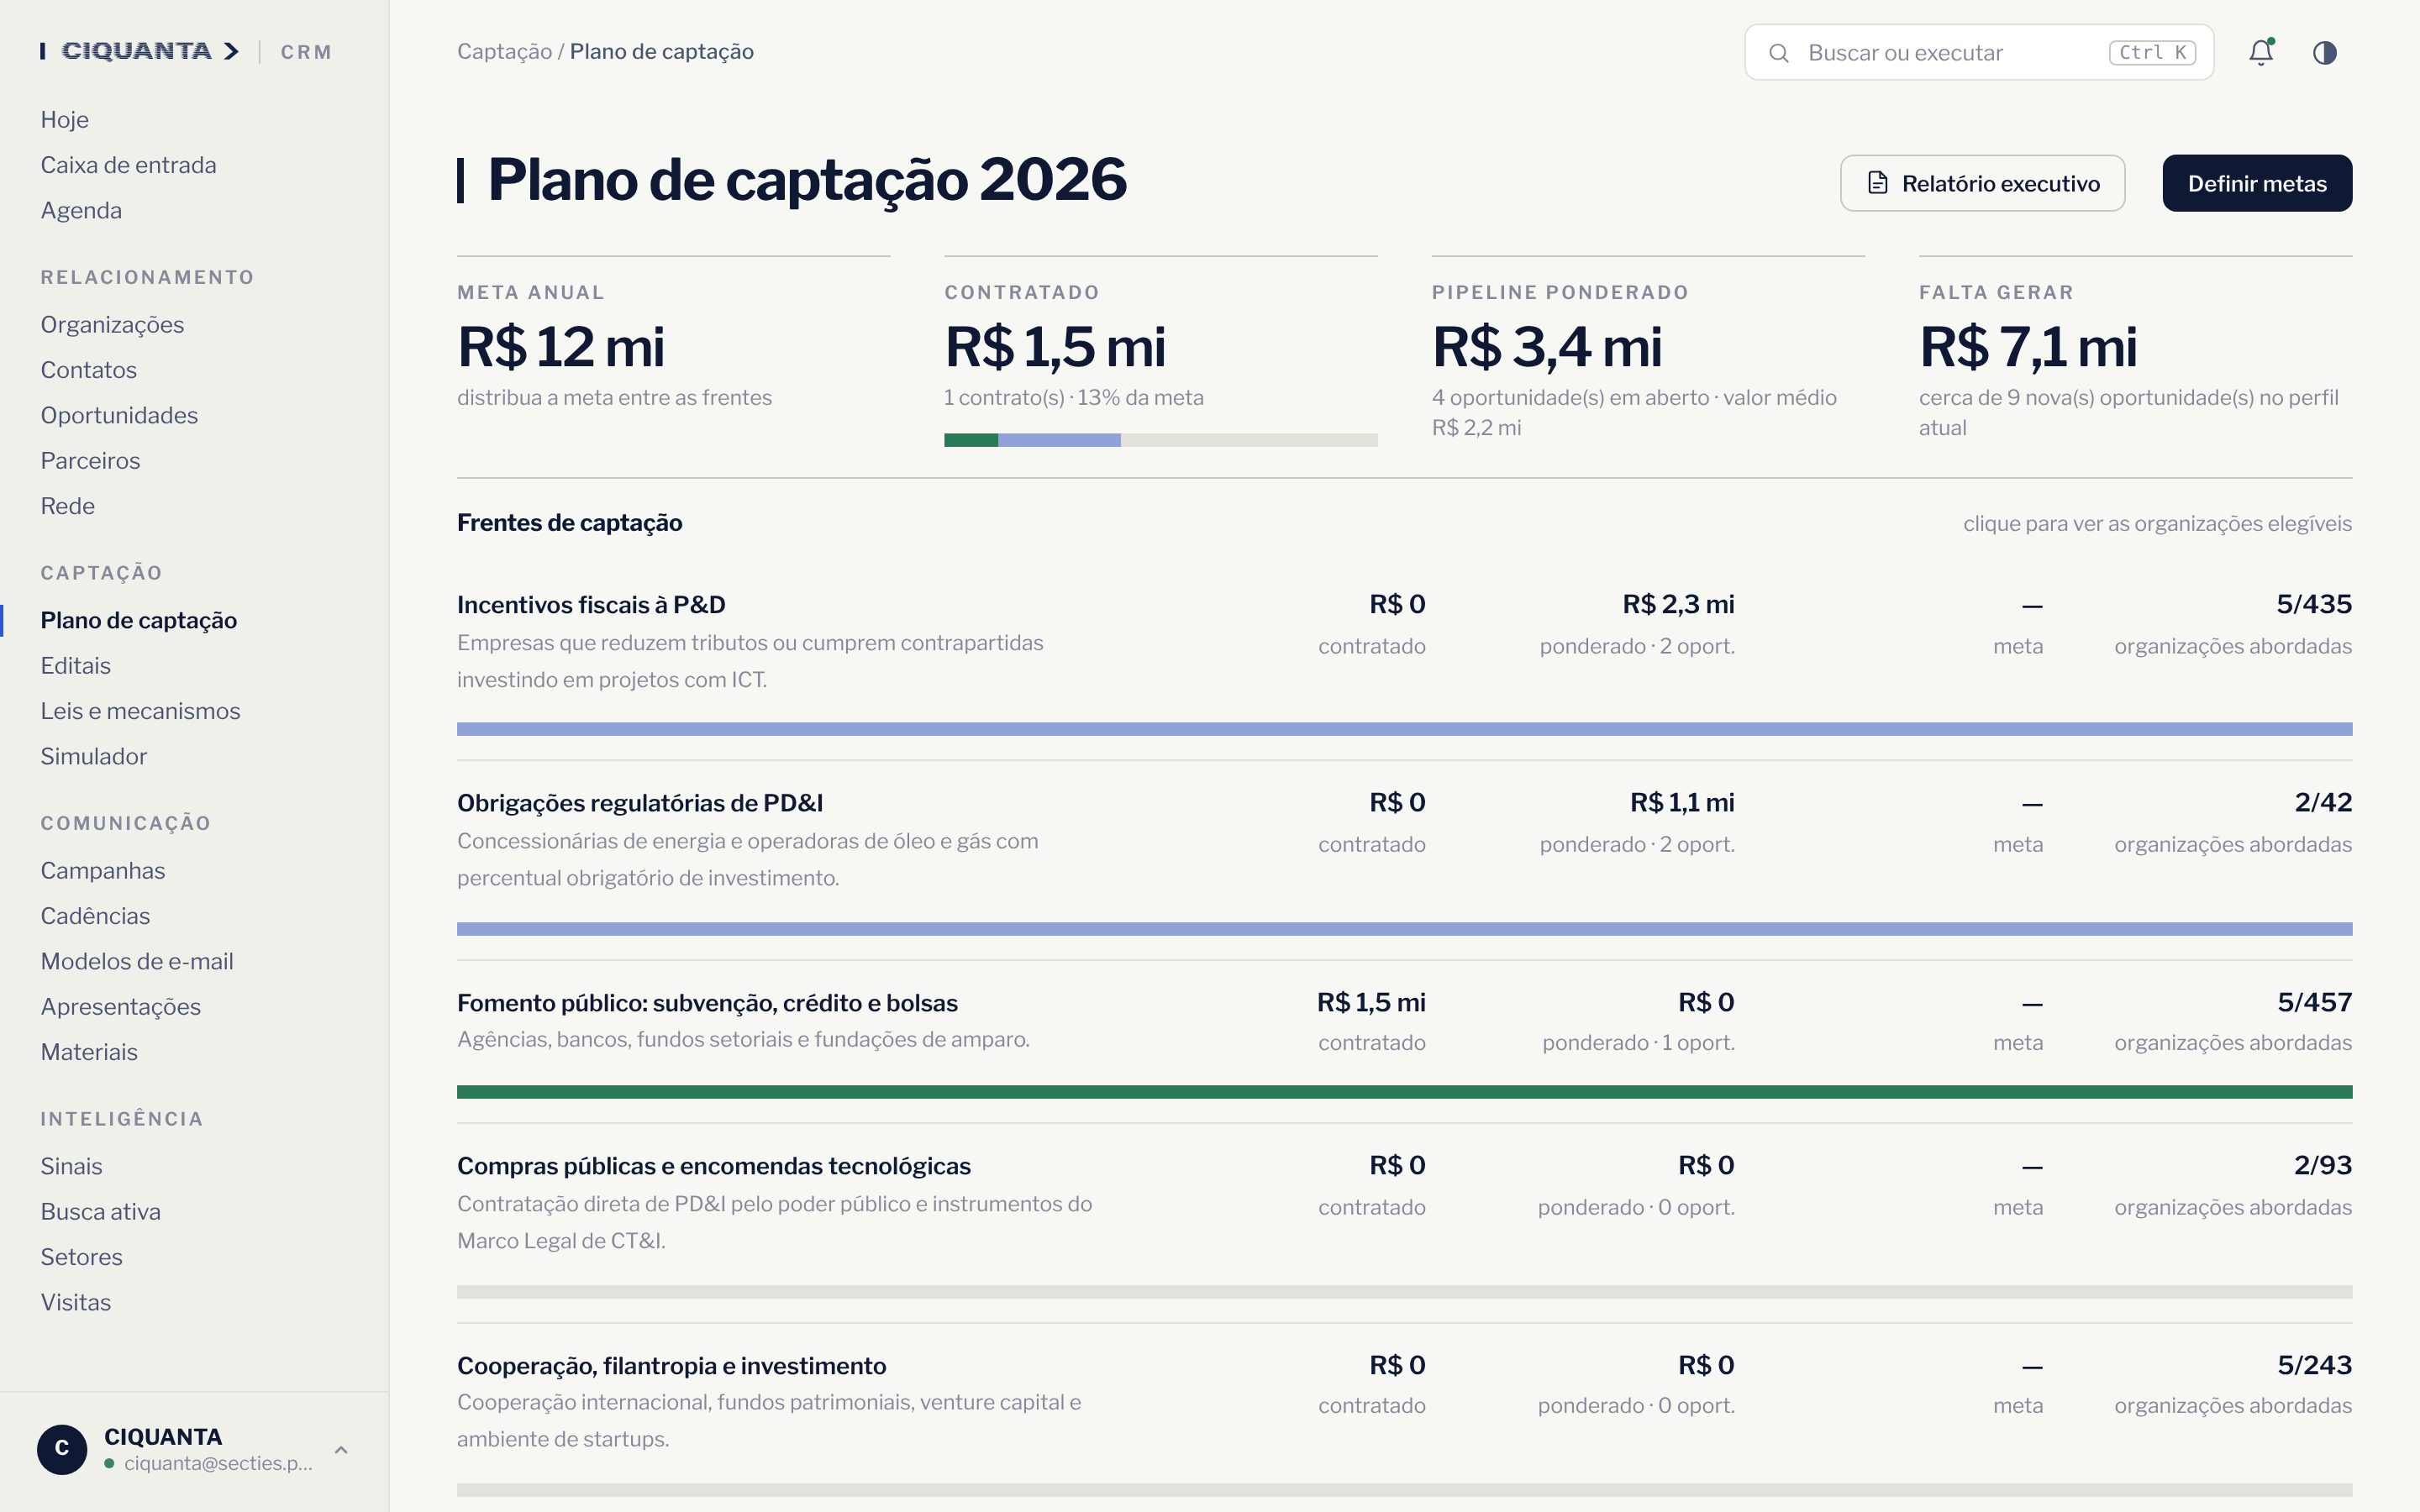 CIQUANTA | CRM
Hoje
Caixa de entrada
Agenda
RELACIONAMENTO
Organizações
Contatos
Oportunidades
Parceiros
Rede
CAPTAÇÃO
Plano de captação
Editais
Leis e mecanismos
Simulador
COMUNICAÇÃO
Campanhas
Cadências
Modelos de e-mail
Apresentações
Materiais
INTELIGÊNCIA
Sinais
Busca ativa
Setores
Visitas
C
CIQUANTA
ciquanta@secties.p...
Captação / Plano de captação
Buscar ou executar Ctrl K
Plano de captação 2026
Relatório executivo
Definir metas
META ANUAL
R$ 12 mi
distribua a meta entre as frentes
CONTRATADO
R$ 1,5 mi
1 contrato(s) · 13% da meta
PIPELINE PONDERADO
R$ 3,4 mi
4 oportunidade(s) em aberto · valor médio
R$ 2,2 mi
FALTA GERAR
R$ 7,1 mi
cerca de 9 nova(s) oportunidade(s) no perfil
atual
Frentes de captação
clique para ver as organizações elegíveis
Incentivos fiscais à P&D
Empresas que reduzem tributos ou cumprem contrapartidas
investindo em projetos com ICT.
R$ 0
contratado
R$ 2,3 mi
ponderado · 2 oport.
—
meta
5/435
organizações abordadas
Obrigações regulatórias de PD&I
Concessionárias de energia e operadoras de óleo e gás com
percentual obrigatório de investimento.
R$ 0
contratado
R$ 1,1 mi
ponderado · 2 oport.
—
meta
2/42
organizações abordadas
Fomento público: subvenção, crédito e bolsas
Agências, bancos, fundos setoriais e fundações de amparo.
R$ 1,5 mi
contratado
R$ 0
ponderado · 1 oport.
—
meta
5/457
organizações abordadas
Compras públicas e encomendas tecnológicas
Contratação direta de PD&I pelo poder público e instrumentos do
Marco Legal de CT&I.
R$ 0
contratado
R$ 0
ponderado · 0 oport.
—
meta
2/93
organizações abordadas
Cooperação, filantropia e investimento
Cooperação internacional, fundos patrimoniais, venture capital e
ambiente de startups.
R$ 0
contratado
R$ 0
ponderado · 0 oport.
—
meta
5/243
organizações abordadas